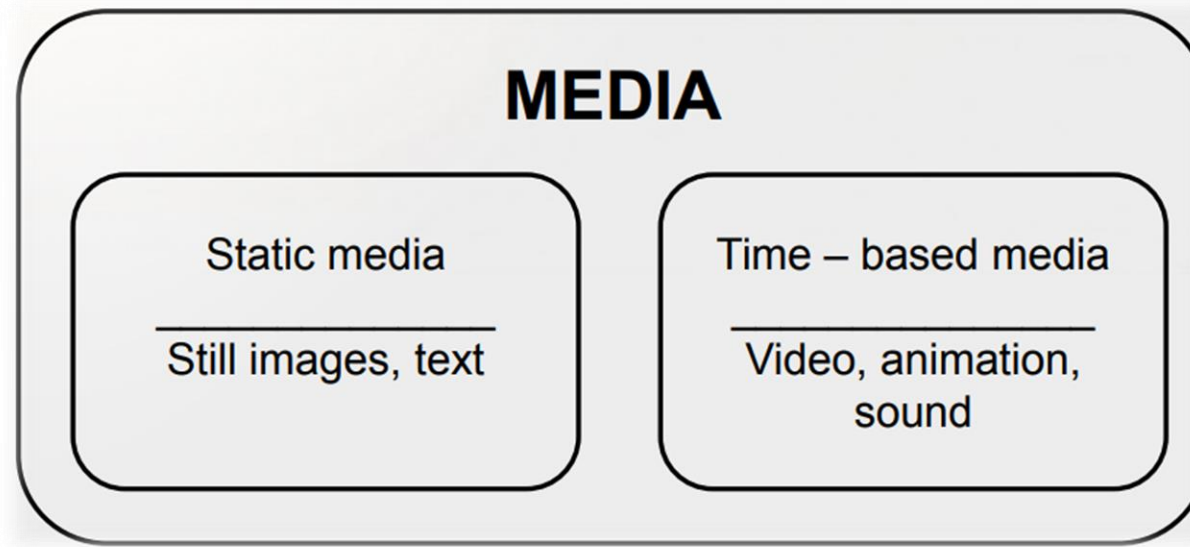 MEDIA
Static media
Still images, text
Time – based media
Video, animation,
sound